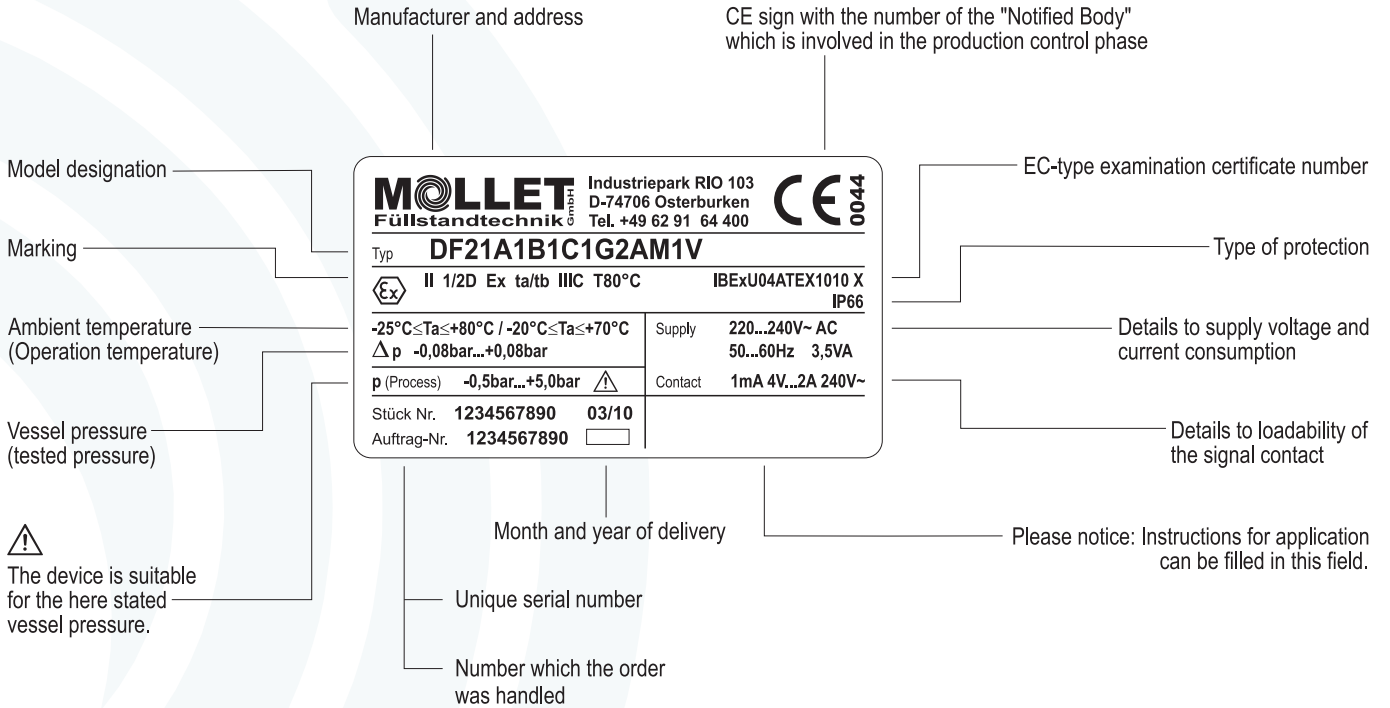 Manufacturer and address
CE sign with the number of the "Notified Body"
which is involved in the production control phase
Model designation
Marking
Ambient temperature
(Operation temperature)
Vessel pressure
(tested pressure)
The device is suitable
for the here stated
vessel pressure.
MOLLET
Füllstandtechnik GmbH
Industriepark RIO 103
D-74706 Osterburken
Tel. +49 62 91 64 400
CE 0044
Typ DF21A1B1C1G2AM1V
Ex II 1/2D Ex ta/tb IIIC T80°C IBExU04ATEX1010 X
IP66
-25°C≤Ta≤+80°C / -20°C≤Ta≤+70°C
Δ p -0,08bar...+0,08bar
p (Process) -0,5bar...+5,0bar
Supply 220...240V~ AC
50...60Hz 3,5VA
Contact 1mA 4V...2A 240V~
Stück Nr. 1234567890 03/10
Auftrag-Nr. 1234567890
EC-type examination certificate number
Type of protection
Details to supply voltage and
current consumption
Details to loadability of
the signal contact
Please notice: Instructions for application
can be filled in this field.
Month and year of delivery
Unique serial number
Number which the order
was handled